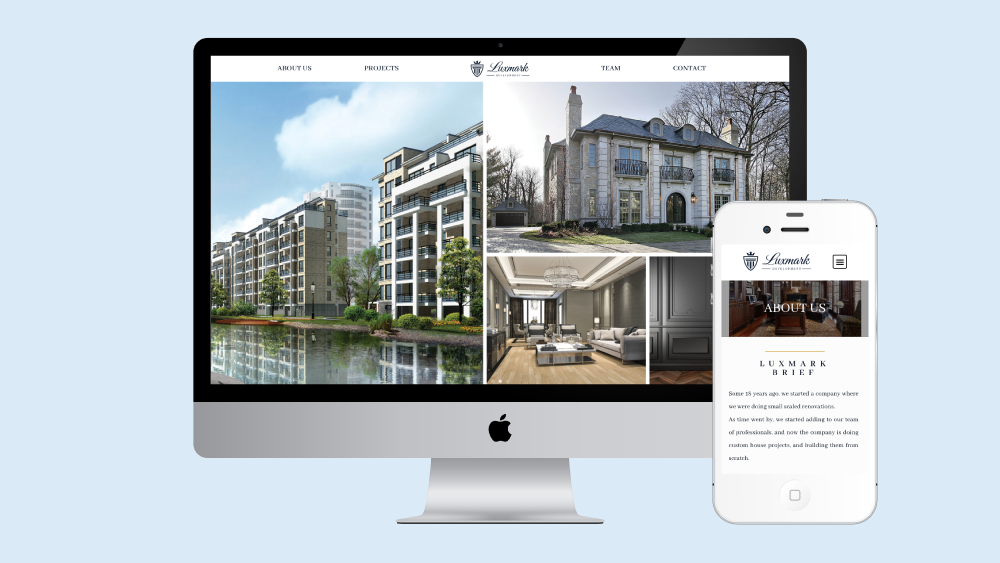 ABOUT US
PROJECTS
Luxmark
DEVELOPMENT
TEAM
CONTACT
Luxmark
DEVELOPMENT
ABOUT US
LUXMARK
BRIEF
Some 28 years ago, we started a company where
we were doing small scaled renovations.
As time went by, we started adding to our team
of professionals, and now the company is doing
custom house projects, and building them from
scratch.